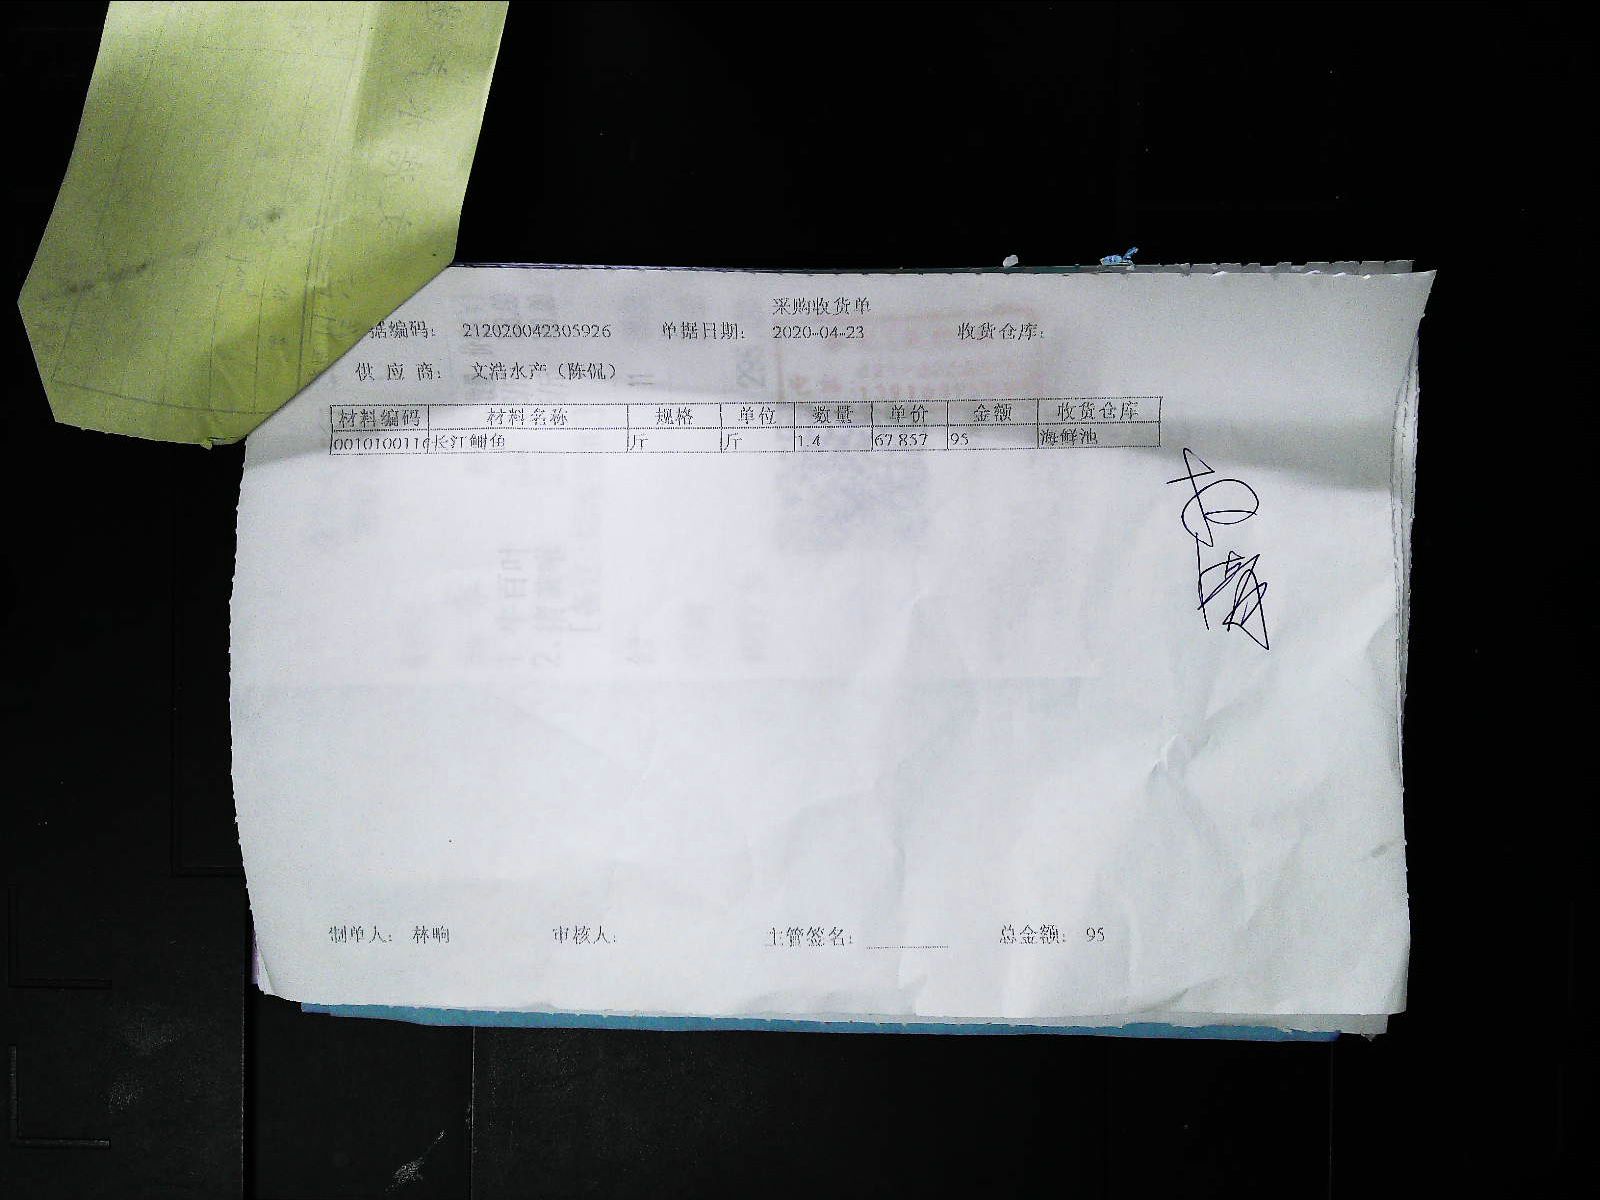 采购收货单
据编码： 212020042305926 单据日期： 2020-04-23 收货仓库：
供 应 商： 文浩水产（陈侃）
材料编码 材料名称 规格 单位 数量 单价 金额 收货仓库
0010100116 长江鮰鱼 斤 斤 1.4 67.857 95 海鲜池
制单人： 林晌 审核人： 主管签名： 总金额： 95